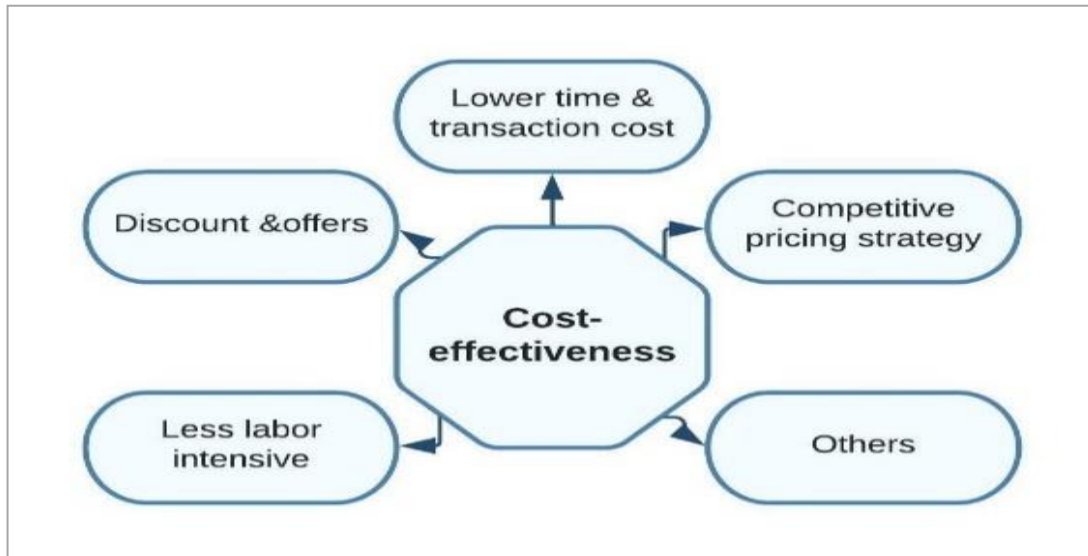 Lower time &
transaction cost
Discount &offers
Competitive
pricing strategy
Cost-
effectiveness
Less labor
intensive
Others